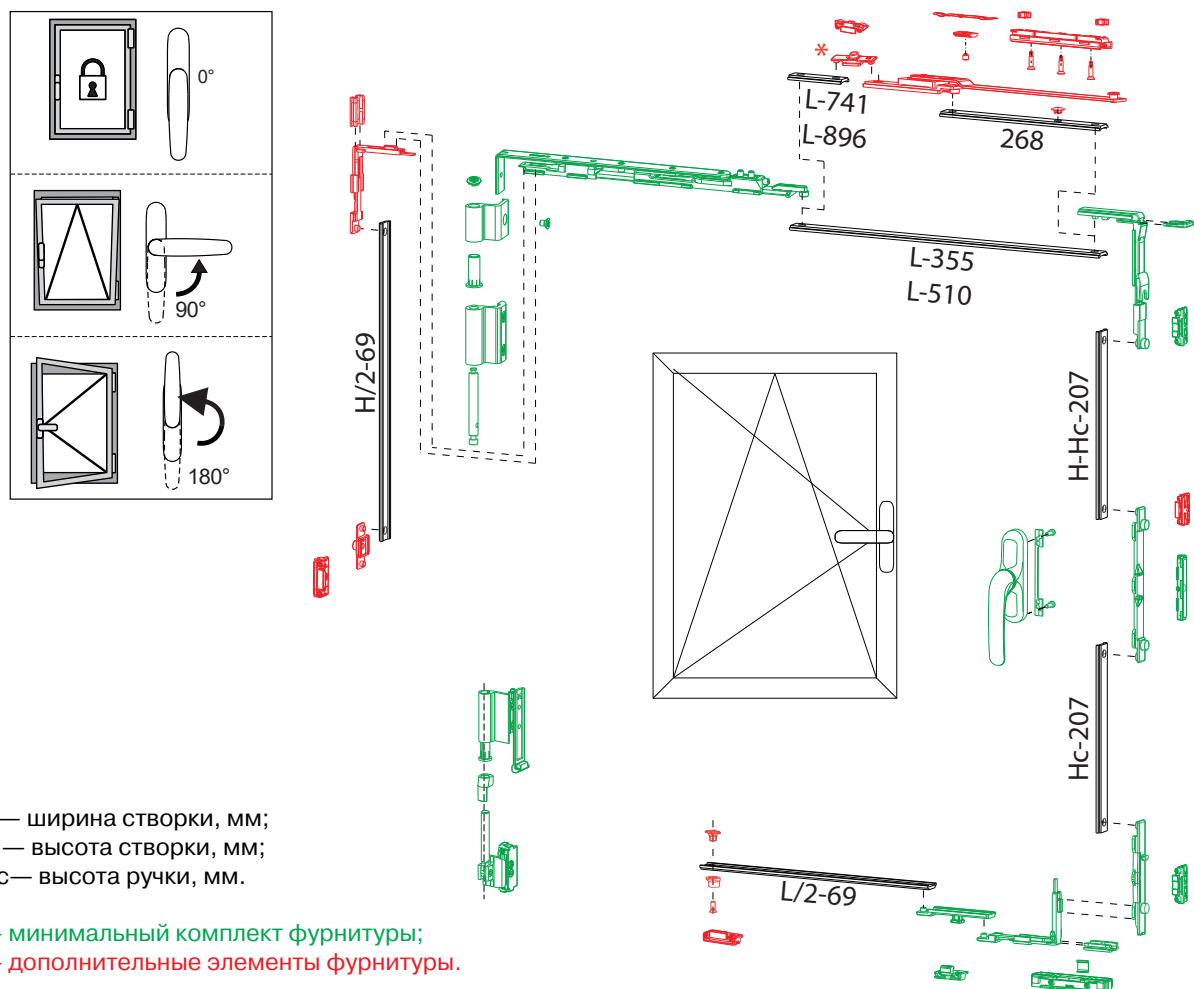 0°
90°
180°
*
L-741
L-896
268
L-355
L-510
H/2-69
H-Hc-207
Hc-207
L/2-69
— ширина створки, мм;
— высота створки, мм;
с— высота ручки, мм.
- минимальный комплект фурнитуры;
- дополнительные элементы фурнитуры.